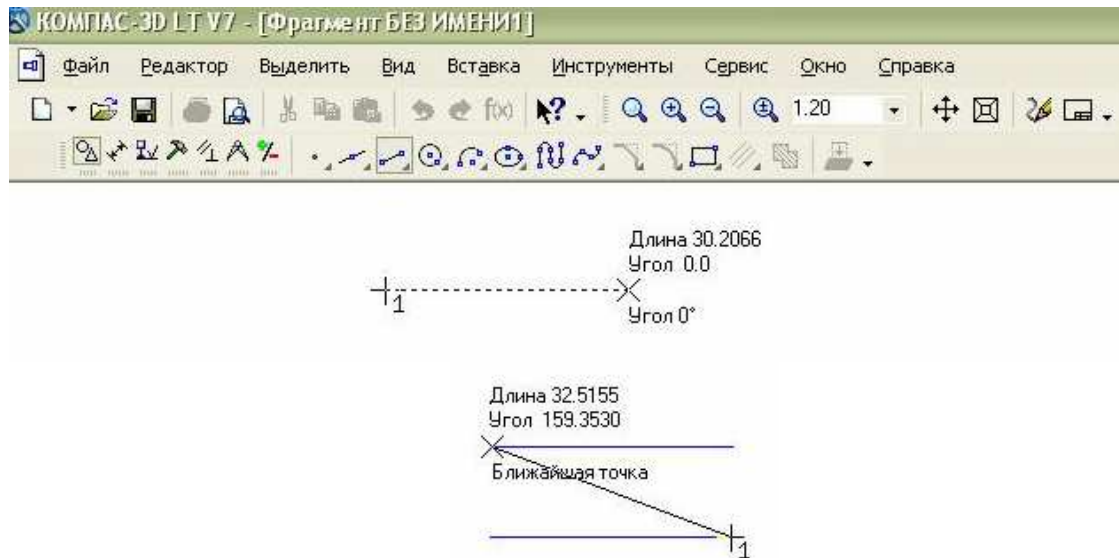 КОМПАС-3D LT V7 - [Фрагмент БЕЗ ИМЕНИ1]
Файл Редактор Выделить Вид Вставка Инструменты Сервис Окно Справка
f(x) 1.20
Длина 30.2066
Угол 0.0
1
Угол 0°
Длина 32.5155
Угол 159.3530
Ближайшая точка
1